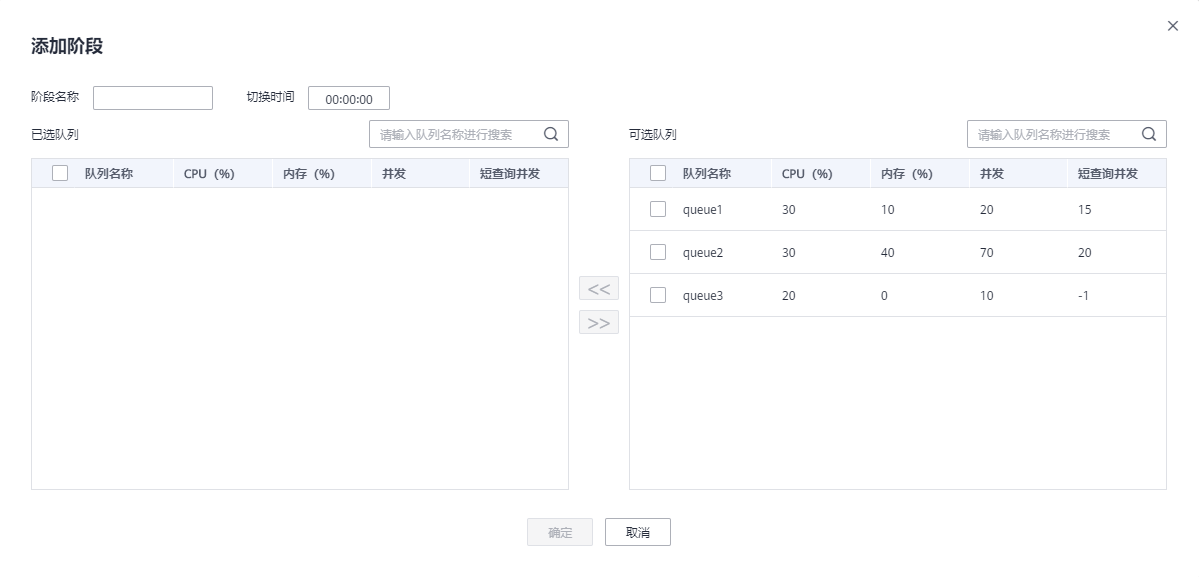 添加阶段
阶段名称 切换时间 00:00:00
已选队列 请输入队列名称进行搜索 可选队列 请输入队列名称进行搜索
队列名称 CPU（%） 内存（%） 并发 短查询并发 队列名称 CPU（%） 内存（%） 并发 短查询并发
queue1 30 10 20 15
queue2 30 40 70 20
queue3 20 0 10 -1
<<
>>
确定 取消